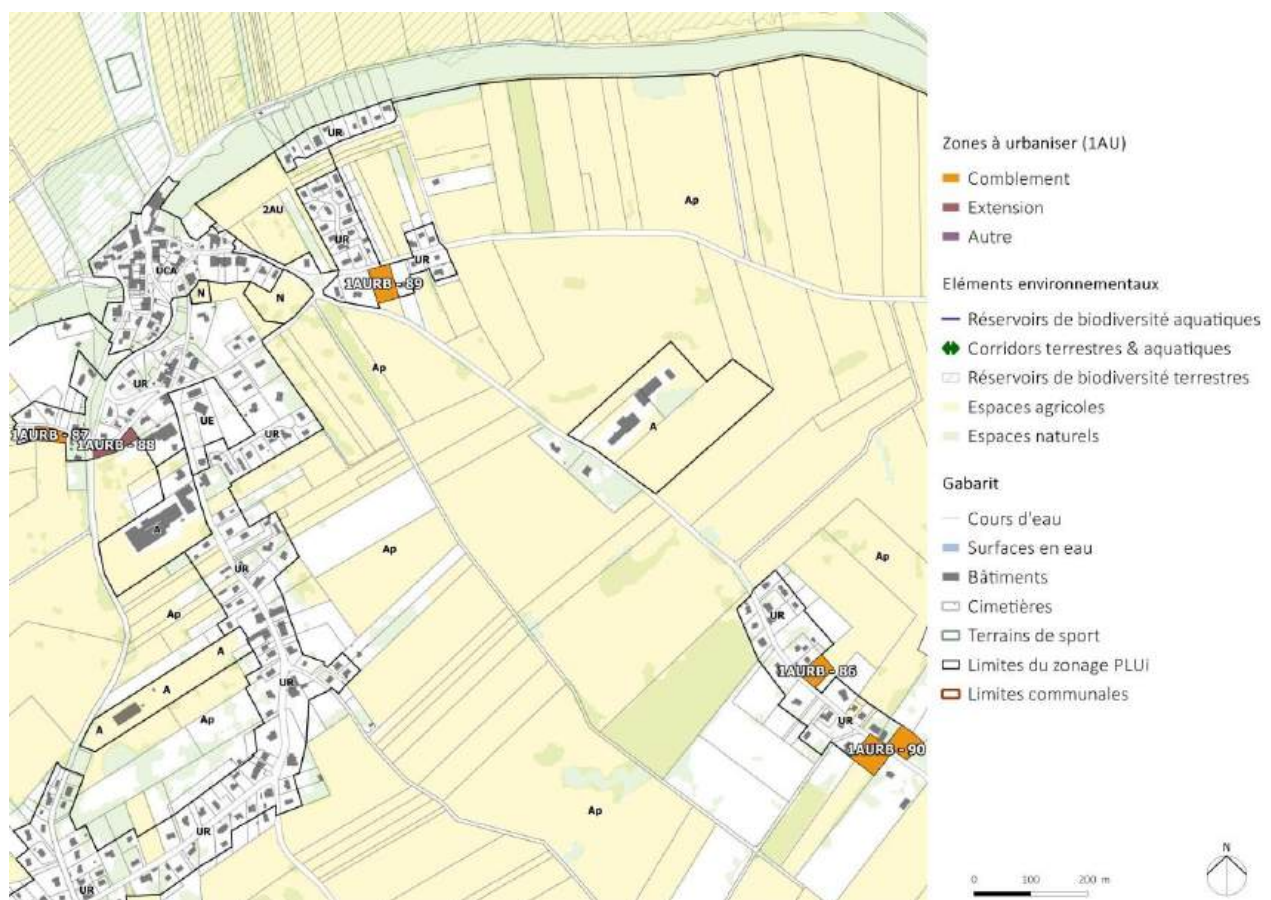 UR
2AU
Ap
UR
UR
UCA
1AURB - 89
N
N
Ap
UR
UE
UR
A
1AURB - 87
1AURB - 88
A
Ap
Ap
UR
Ap
UR
1AURB - 86
A
A
UR
Ap
A
UR
1AURB - 90
Ap
UR
UR
Zones à urbaniser (1AU)
Comblement
Extension
Autre
Eléments environnementaux
Réservoirs de biodiversité aquatiques
Corridors terrestres & aquatiques
Réservoirs de biodiversité terrestres
Espaces agricoles
Espaces naturels
Gabarit
Cours d'eau
Surfaces en eau
Bâtiments
Cimetières
Terrains de sport
Limites du zonage PLUi
Limites communales
N
0 100 200 m